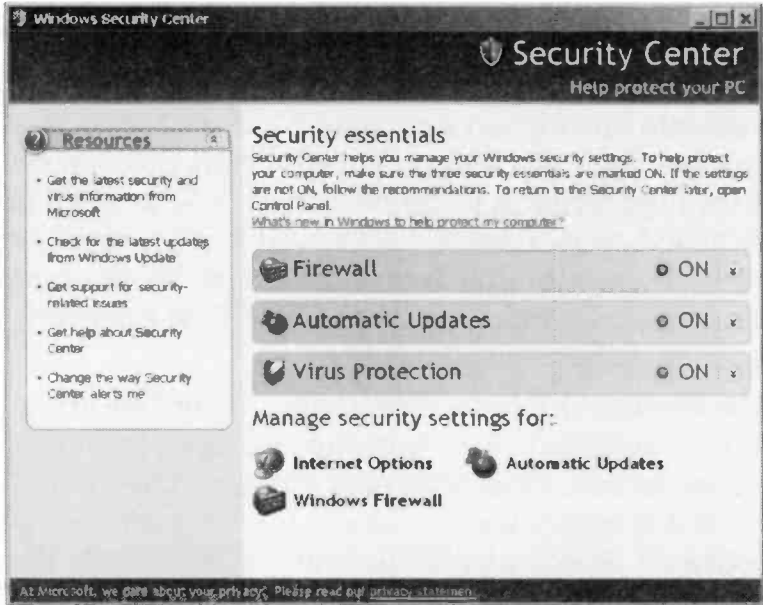 Windows Security Center
Security Center
Help protect your PC
Resources
• Get the latest security and
virus information from
Microsoft
• Check for the latest updates
from Windows Update
• Get support for security-
related issues
• Get help about Security
Center
• Change the way Security
Center alerts me
Security essentials
Security Center helps you manage your Windows security settings. To help protect
your computer, make sure the three security essentials are marked ON. If the settings
are not ON, follow the recommendations. To return to the Security Center later, open
Control Panel.
What's new in Windows to help protect my computer?
Firewall ON
Automatic Updates ON
Virus Protection ON
Manage security settings for:
Internet Options Automatic Updates
Windows Firewall
At Microsoft, we care about your privacy. Please read our privacy statement.